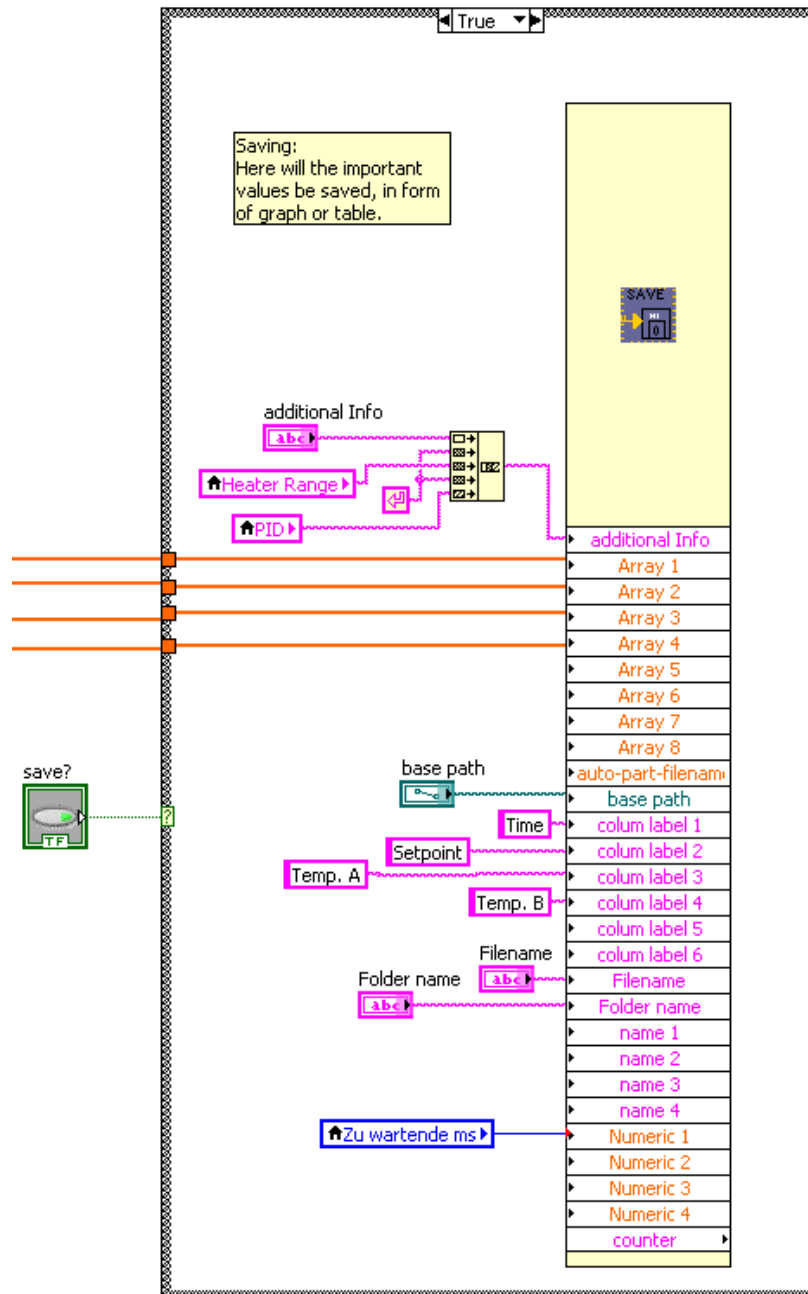 True
Saving:
Here will the important
values be saved, in form
of graph or table.
SAVE
NI
0
additional Info
abc
Heater Range
PID
additional Info
Array 1
Array 2
Array 3
Array 4
Array 5
Array 6
Array 7
Array 8
auto-part-filenam
save?
TF
?
base path
base path
Time
colum label 1
Setpoint
colum label 2
Temp. A
colum label 3
Temp. B
colum label 4
colum label 5
colum label 6
Filename
abc
Filename
Folder name
abc
Folder name
name 1
name 2
name 3
name 4
Zu wartende ms
Numeric 1
Numeric 2
Numeric 3
Numeric 4
counter